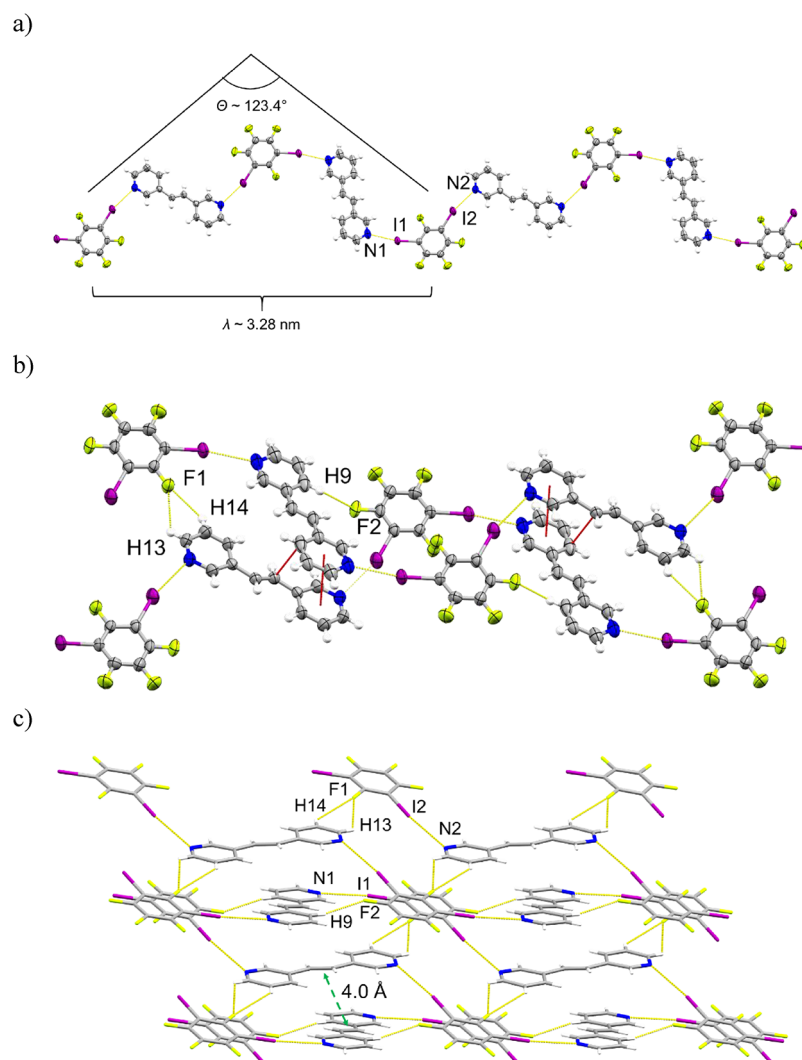 a)
Θ ~ 123.4°
N2
I1
I2
N1
λ ~ 3.28 nm
b)
F1
H9
H14
F2
H13
c)
F1
H14
I2
H13
N2
N1
I1
F2
H9
4.0 Å